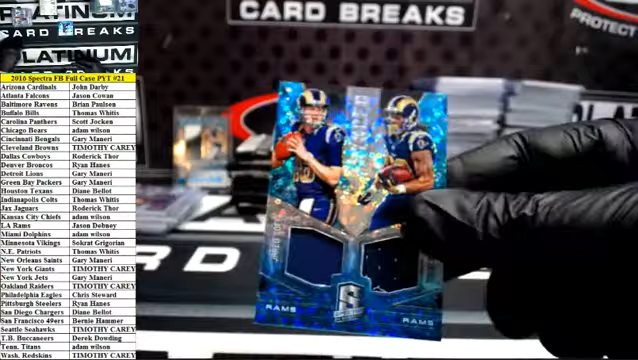 PLATINUM
CARD BREAKS
PLATINUM
CARD BREAKS
PROTECT
2016 Spectra FB Full Case PYT #21
Arizona Cardinals John Darby
Atlanta Falcons Jason Cowan
Baltimore Ravens Brian Paulsen
Buffalo Bills Thomas Whitis
Carolina Panthers Scott Jocken
Chicago Bears adam wilson
Cincinnati Bengals Gary Maneri
Cleveland Browns TIMOTHY CAREY
Dallas Cowboys Roderick Thor
Denver Broncos Ryan Hanes
Detroit Lions Gary Maneri
Green Bay Packers Gary Maneri
Houston Texans Diane Bellot
Indianapolis Colts Thomas Whitis
Jax Jaguars Roderick Thor
Kansas City Chiefs adam wilson
LA Rams Jason Debney
Miami Dolphins adam wilson
Minnesota Vikings Sokrat Grigorian
N.E. Patriots Thomas Whitis
New Orleans Saints Gary Maneri
New York Giants TIMOTHY CAREY
New York Jets Gary Maneri
Oakland Raiders TIMOTHY CAREY
Philadelphia Eagles Chris Steward
Pittsburgh Steelers Ryan Hanes
San Diego Chargers Diane Bellot
San Francisco 49ers Bernie Hammer
Seattle Seahawks TIMOTHY CAREY
T.B. Buccaneers Derek Dowding
Tenn. Titans adam wilson
Wash. Redskins TIMOTHY CAREY
RAMS
RAMS